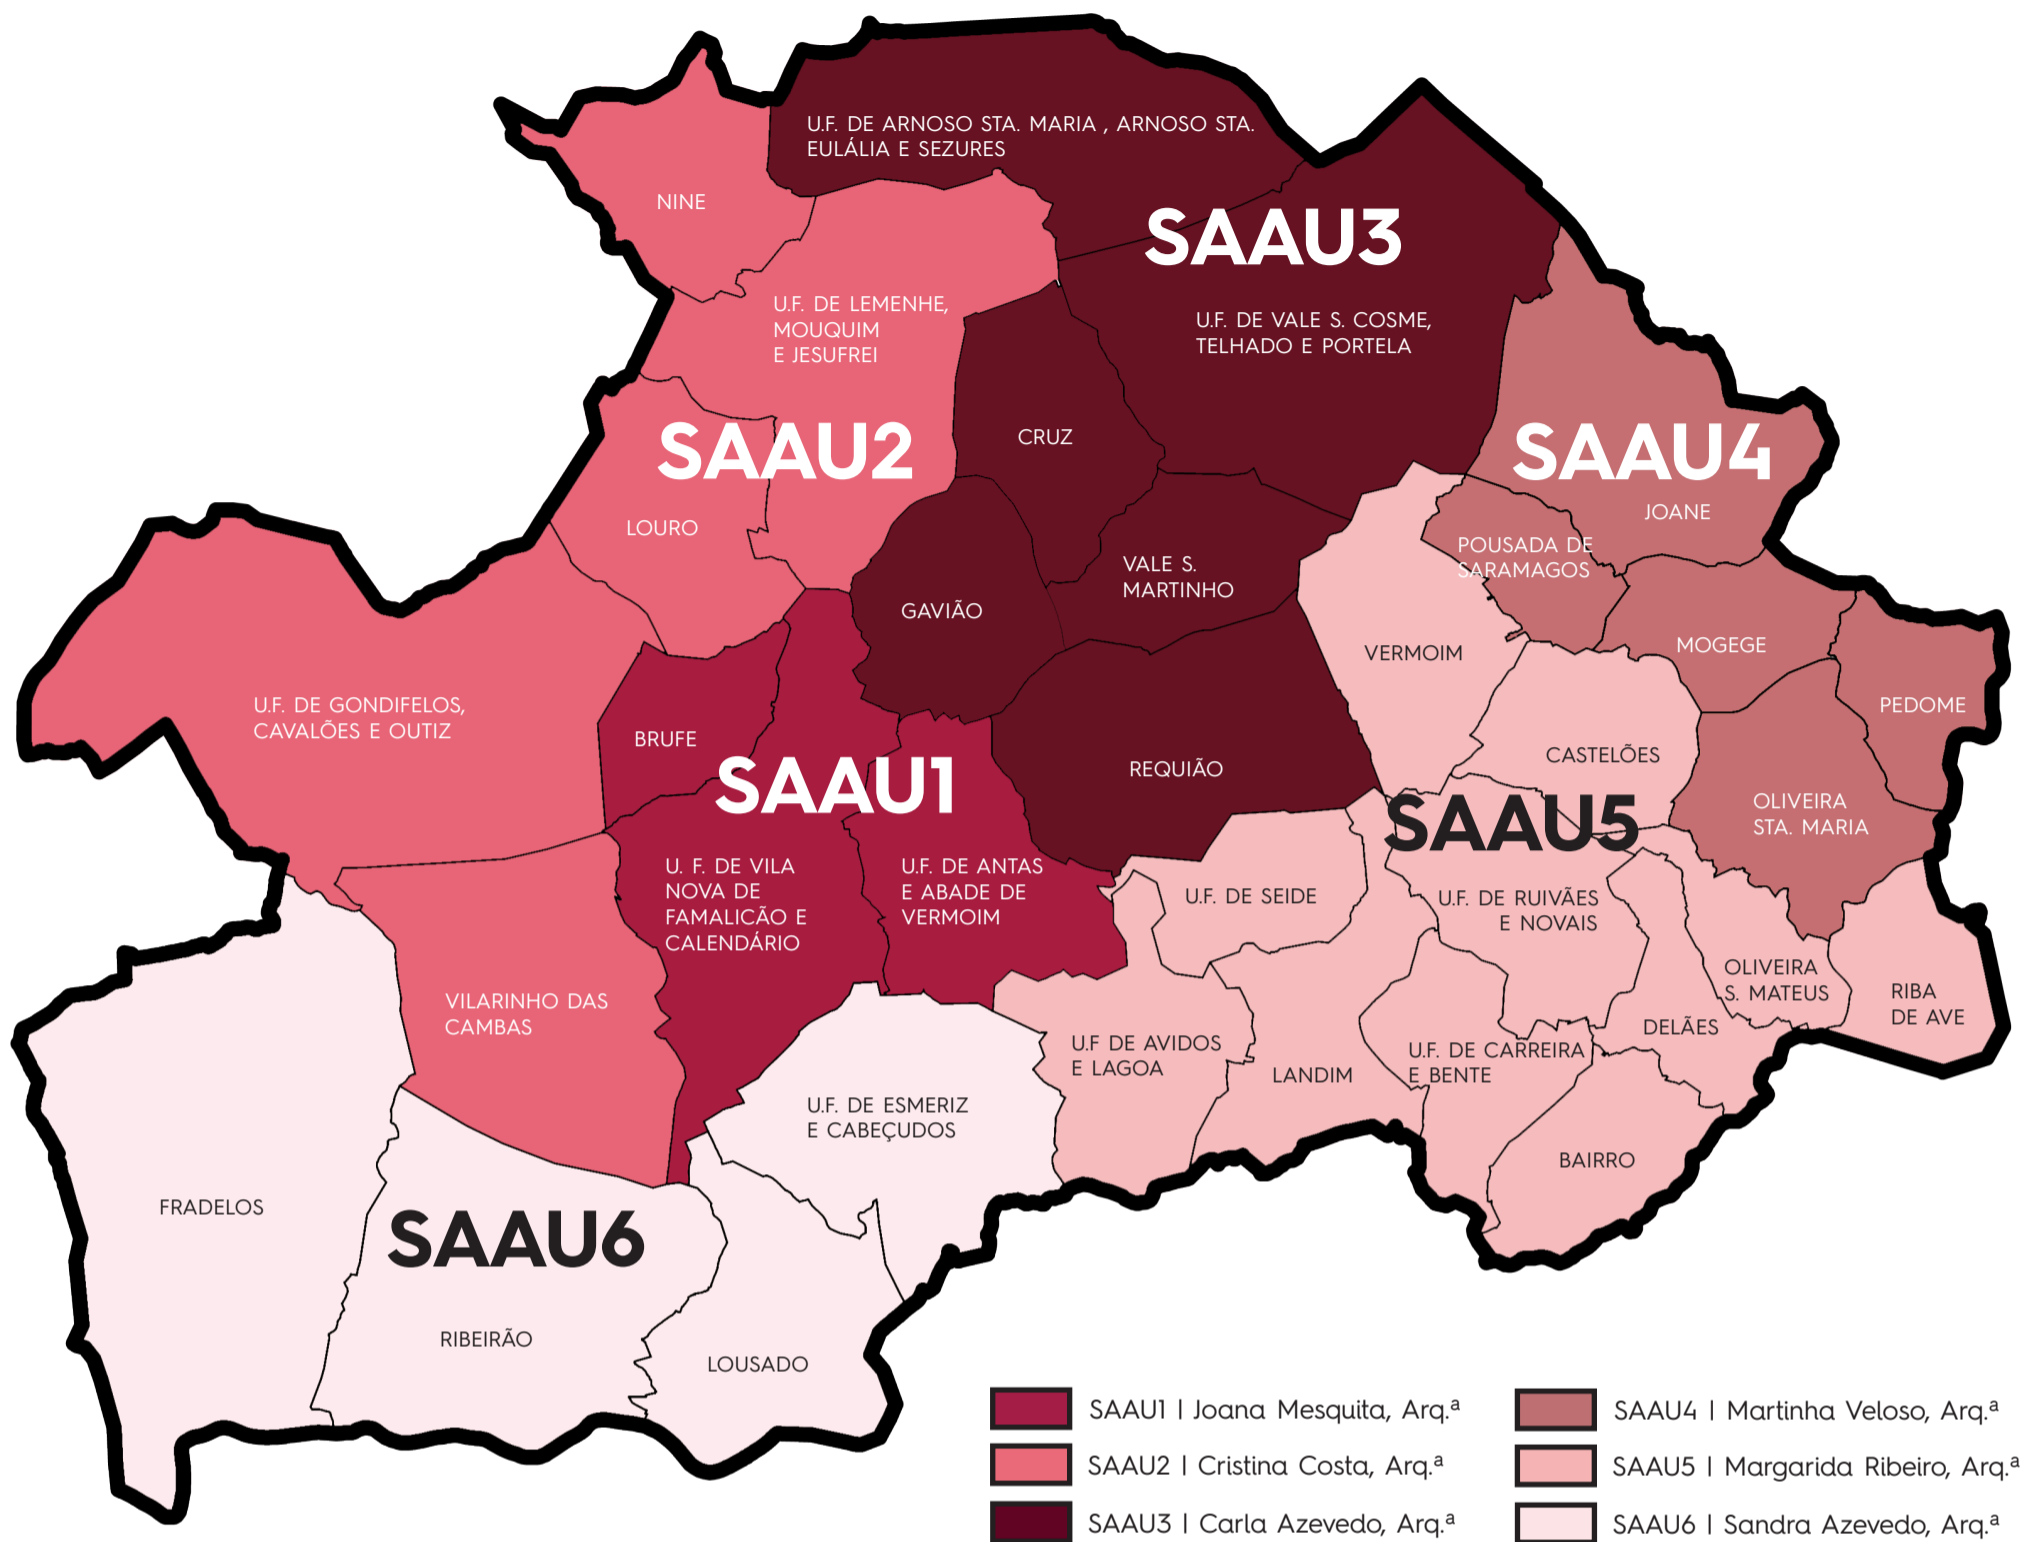 U.F. DE ARNOSO STA. MARIA , ARNOSO STA.
EULÁLIA E SEZURES
NINE
SAAU3
U.F. DE LEMENHE,
MOUQUIM
E JESUFREI
U.F. DE VALE S. COSME,
TELHADO E PORTELA
CRUZ
SAAU2
SAAU4
JOANE
LOURO
POUSADA DE
SARAMAGOS
VALE S.
MARTINHO
GAVIÃO
VERMOIM
MOGEGE
U.F. DE GONDIFELOS,
CAVALÕES E OUTIZ
PEDOME
BRUFE
CASTELÕES
REQUIÃO
SAAU1
OLIVEIRA
STA. MARIA
SAAU5
U. F. DE VILA
NOVA DE
FAMALICÃO E
CALENDÁRIO
U.F. DE ANTAS
E ABADE DE
VERMOIM
U.F. DE SEIDE
U.F. DE RUIVÃES
E NOVAIS
OLIVEIRA
S. MATEUS
RIBA
DE AVE
VILARINHO DAS
CAMBAS
DELÃES
U.F DE AVIDOS
E LAGOA
LANDIM
U.F. DE CARREIRA
E BENTE
U.F. DE ESMERIZ
E CABEÇUDOS
BAIRRO
FRADELOS
SAAU6
RIBEIRÃO
LOUSADO
SAAU1 | Joana Mesquita, Arq.ª
SAAU2 | Cristina Costa, Arq.ª
SAAU3 | Carla Azevedo, Arq.ª
SAAU4 | Martinha Veloso, Arq.ª
SAAU5 | Margarida Ribeiro, Arq.ª
SAAU6 | Sandra Azevedo, Arq.ª